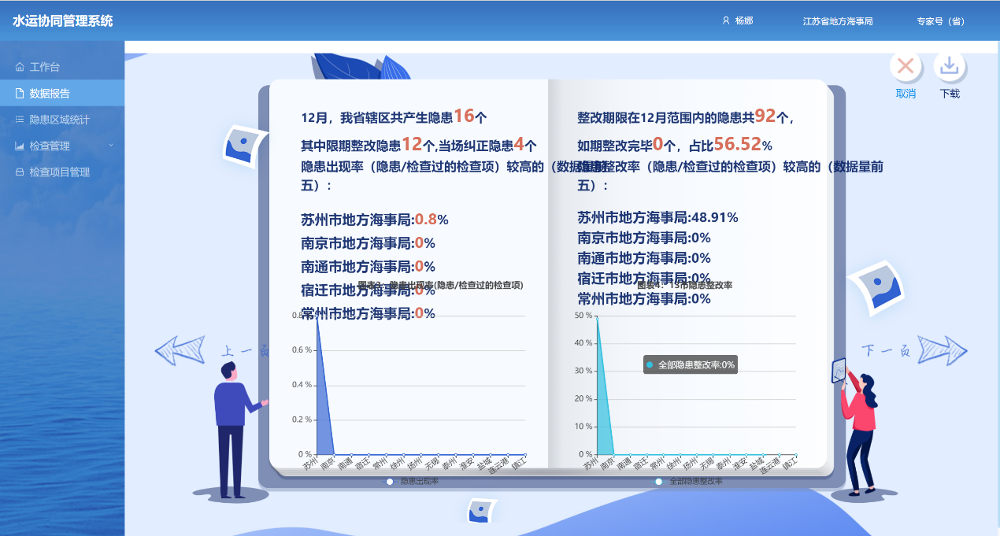 水运协同管理系统
杨娜
江苏省地方海事局
专家号（省）
工作台
数据报告
隐患区域统计
检查管理
检查项目管理
取消
下载
上一页
下一页
12月，我省辖区共产生隐患16个
其中限期整改隐患12个,当场纠正隐患4个
隐患出现率（隐患/检查过的检查项）较高的（数据量前
五）：
苏州市地方海事局:0.8%
南京市地方海事局:0%
南通市地方海事局:0%
宿迁市地方海事局:0%
常州市地方海事局:0%
图表3：隐患出现率(隐患/检查过的检查项)
0.8
0.6 %
0.4 %
0.2 %
0 %
苏州
南京
南通
宿迁
常州
徐州
扬州
无锡
泰州
淮安
盐城
连云港
镇江
隐患出现率
整改期限在12月范围内的隐患共92个，
如期整改完毕0个，占比56.52%
隐患整改率（隐患/检查过的检查项）较高的（数据量前
五）：
苏州市地方海事局:48.91%
南京市地方海事局:0%
南通市地方海事局:0%
宿迁市地方海事局:0%
常州市地方海事局:0%
图表4：13市隐患整改率
50 %
40 %
30 %
20 %
10 %
0 %
全部隐患整改率:0%
苏州
南京
南通
宿迁
常州
徐州
扬州
无锡
泰州
淮安
盐城
连云港
镇江
全部隐患整改率